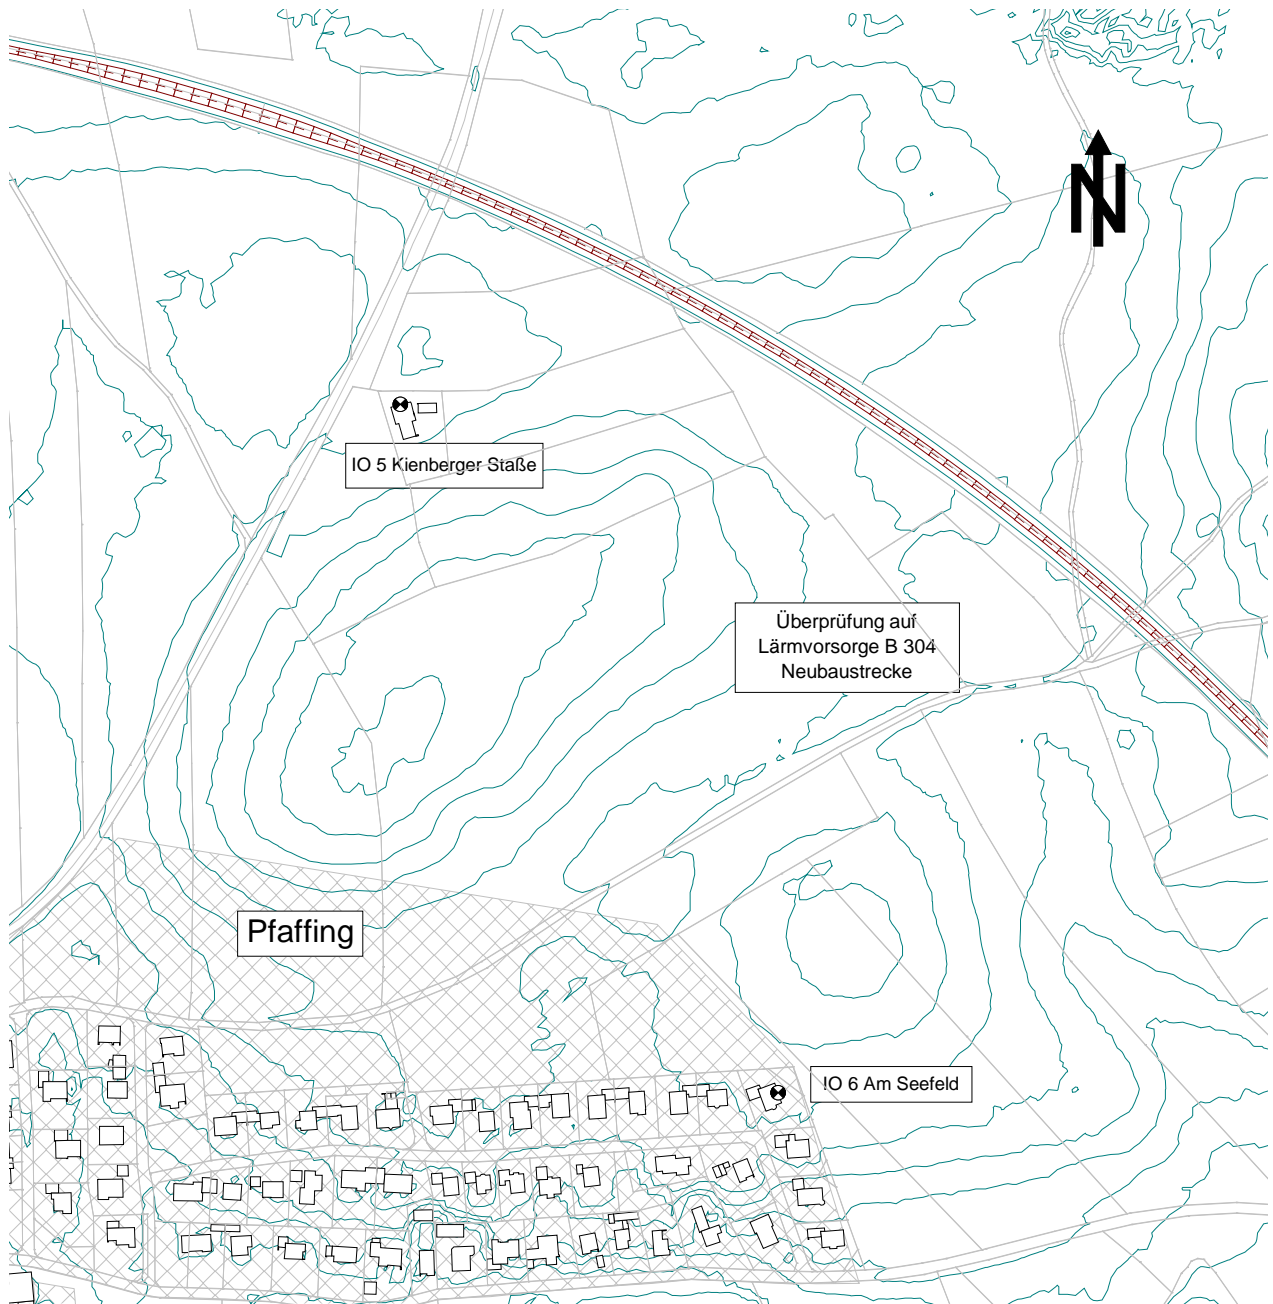 N
IO 5 Kienberger Staße
Überprüfung auf
Lärmvorsorge B 304
Neubaustrecke
Pfaffing
IO 6 Am Seefeld